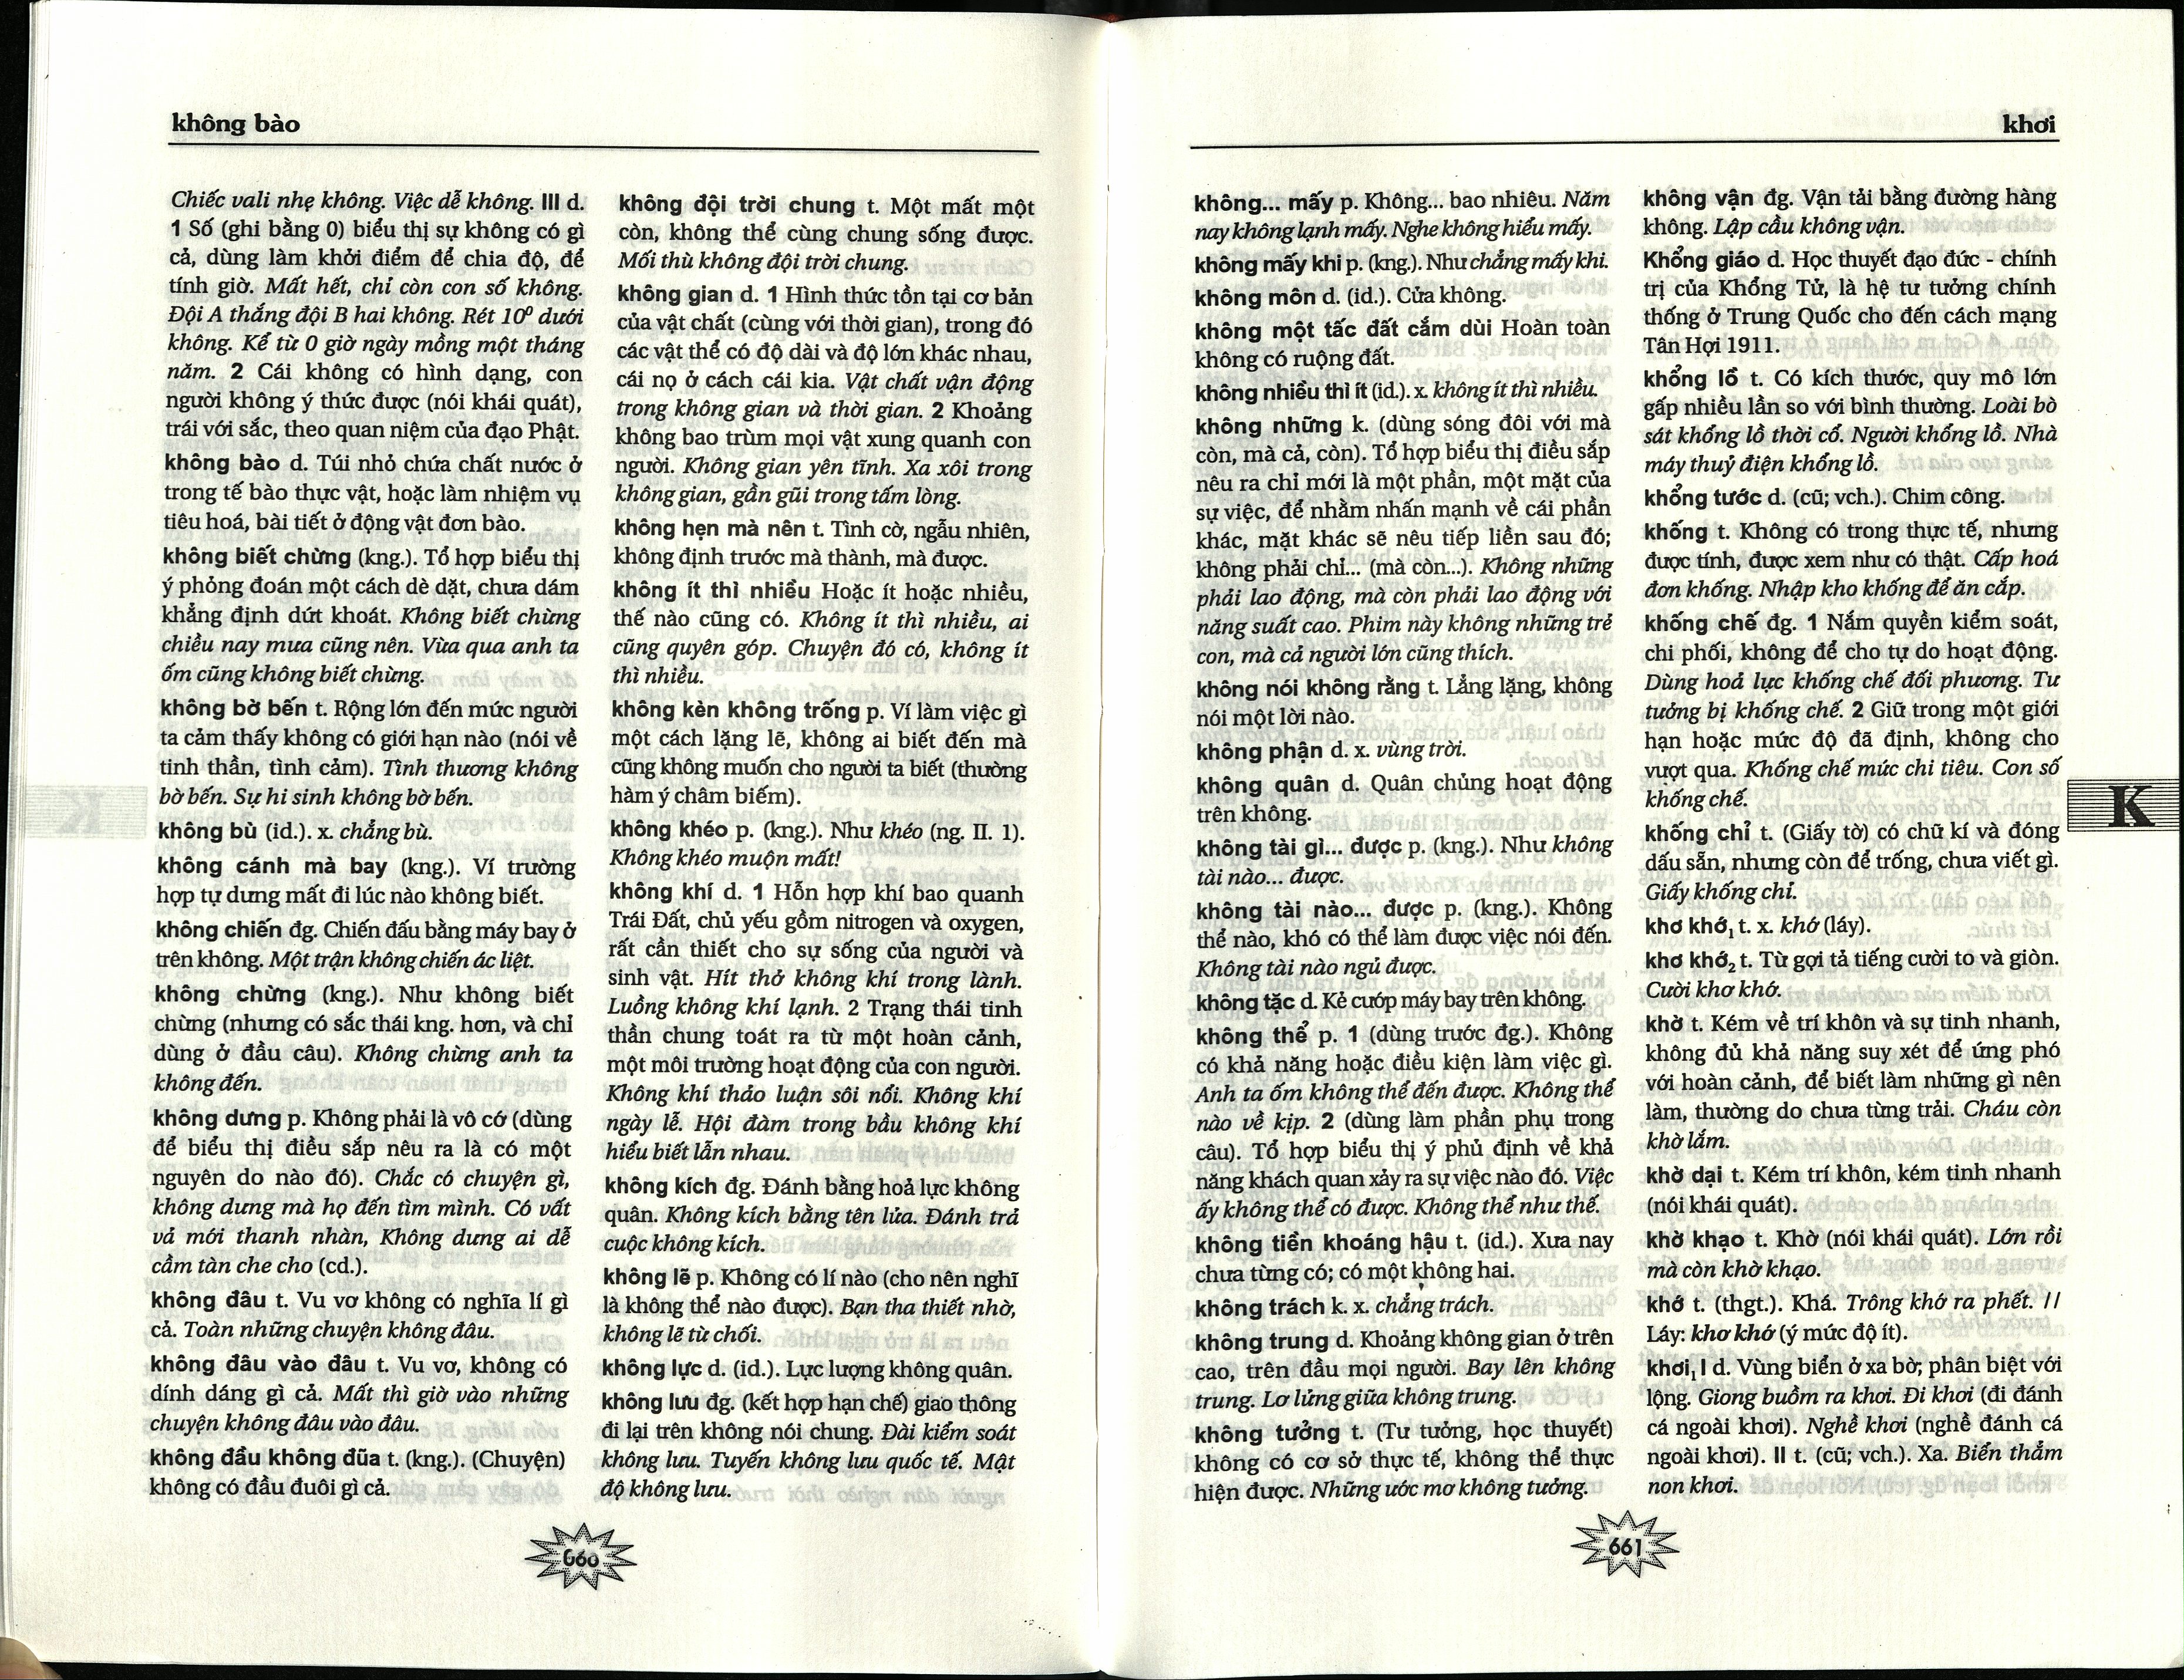 không bào
Chiếc vali nhẹ không. Việc dễ không. III d.
1 Số (ghi bằng 0) biểu thị sự không có gì
cả, dùng làm khởi điểm để chia độ, để
tính giờ. Mất hết, chỉ còn con số không.
Đội A thắng đội B hai không. Rét 10⁰ dưới
không. Kể từ 0 giờ ngày mồng một tháng
năm. 2 Cái không có hình dạng, con
người không ý thức được (nói khái quát),
trái với sắc, theo quan niệm của đạo Phật.
không bào d. Túi nhỏ chứa chất nước ở
trong tế bào thực vật, hoặc làm nhiệm vụ
tiêu hoá, bài tiết ở động vật đơn bào.
không biết chừng (kng.). Tổ hợp biểu thị
ý phỏng đoán một cách dè dặt, chưa dám
khẳng định dứt khoát. Không biết chừng
chiều nay mưa cũng nên. Vừa qua anh ta
ốm cũng không biết chừng.
không bờ bến t. Rộng lớn đến mức người
ta cảm thấy không có giới hạn nào (nói về
tinh thần, tình cảm). Tình thương không
bờ bến. Sự hi sinh không bờ bến.
không bù (id.). x. chẳng bù.
không cánh mà bay (kng.). Ví trường
hợp tự dưng mất đi lúc nào không biết.
không chiến đg. Chiến đấu bằng máy bay ở
trên không. Một trận không chiến ác liệt.
không chừng (kng.). Như không biết
chừng (nhưng có sắc thái kng. hơn, và chỉ
dùng ở đầu câu). Không chừng anh ta
không đến.
không dưng p. Không phải là vô cớ (dùng
để biểu thị điều sắp nêu ra là có một
nguyên do nào đó). Chắc có chuyện gì,
không dưng mà họ đến tìm mình. Có vất
vả mới thanh nhàn, Không dưng ai dễ
cầm tàn che cho (cd.).
không đâu t. Vu vơ không có nghĩa lí gì
cả. Toàn những chuyện không đâu.
không đâu vào đâu t. Vu vơ, không có
dính dáng gì cả. Mất thì giờ vào những
chuyện không đâu vào đâu.
không đầu không đũa t. (kng.). (Chuyện)
không có đầu đuôi gì cả.
không đội trời chung t. Một mất một
còn, không thể cùng chung sống được.
Mối thù không đội trời chung.
không gian d. 1 Hình thức tồn tại cơ bản
của vật chất (cùng với thời gian), trong đó
các vật thể có độ dài và độ lớn khác nhau,
cái nọ ở cách cái kia. Vật chất vận động
trong không gian và thời gian. 2 Khoảng
không bao trùm mọi vật xung quanh con
người. Không gian yên tĩnh. Xa xôi trong
không gian, gần gũi trong tấm lòng.
không hẹn mà nên t. Tình cờ, ngẫu nhiên,
không định trước mà thành, mà được.
không ít thì nhiều Hoặc ít hoặc nhiều,
thế nào cũng có. Không ít thì nhiều, ai
cũng quyên góp. Chuyện đó có, không ít
thì nhiều.
không kèn không trống p. Ví làm việc gì
một cách lặng lẽ, không ai biết đến mà
cũng không muốn cho người ta biết (thường
hàm ý châm biếm).
không khéo p. (kng.). Như khéo (ng. II. 1).
Không khéo muộn mất!
không khí d. 1 Hỗn hợp khí bao quanh
Trái Đất, chủ yếu gồm nitrogen và oxygen,
rất cần thiết cho sự sống của người và
sinh vật. Hít thở không khí trong lành.
Luồng không khí lạnh. 2 Trạng thái tinh
thần chung toát ra từ một hoàn cảnh,
một môi trường hoạt động của con người.
Không khí thảo luận sôi nổi. Không khí
ngày lễ. Hội đàm trong bầu không khí
hiểu biết lẫn nhau.
không kích đg. Đánh bằng hoả lực không
quân. Không kích bằng tên lửa. Đánh trả
cuộc không kích.
không lẽ p. Không có lí nào (cho nên nghĩ
là không thể nào được). Bạn tha thiết nhờ,
không lẽ từ chối.
không lực d. (id.). Lực lượng không quân.
không lưu đg. (kết hợp hạn chế) giao thông
đi lại trên không nói chung. Đài kiểm soát
không lưu. Tuyến không lưu quốc tế. Mật
độ không lưu.
660
khơi
không... mấy p. Không... bao nhiêu. Năm
nay không lạnh mấy. Nghe không hiểu mấy.
không mấy khi p. (kng.). Như chẳng mấy khi.
không môn d. (id.). Cửa không.
không một tấc đất cắm dùi Hoàn toàn
không có ruộng đất.
không nhiều thì ít (id.). x. không ít thì nhiều.
không những k. (dùng sóng đôi với mà
còn, mà cả, còn). Tổ hợp biểu thị điều sắp
nêu ra chỉ mới là một phần, một mặt của
sự việc, để nhằm nhấn mạnh về cái phần
khác, mặt khác sẽ nêu tiếp liền sau đó;
không phải chỉ... (mà còn...). Không những
phải lao động, mà còn phải lao động với
năng suất cao. Phim này không những trẻ
con, mà cả người lớn cũng thích.
không nói không rằng t. Lẳng lặng, không
nói một lời nào.
không phận d. x. vùng trời.
không quân d. Quân chủng hoạt động
trên không.
không tài gì... được p. (kng.). Như không
tài nào... được.
không tài nào... được p. (kng.). Không
thể nào, khó có thể làm được việc nói đến.
Không tài nào ngủ được.
không tặc d. Kẻ cướp máy bay trên không.
không thể p. 1 (dùng trước đg.). Không
có khả năng hoặc điều kiện làm việc gì.
Anh ta ốm không thể đến được. Không thể
nào về kịp. 2 (dùng làm phần phụ trong
câu). Tổ hợp biểu thị ý phủ định về khả
năng khách quan xảy ra sự việc nào đó. Việc
ấy không thể có được. Không thể như thế.
không tiền khoáng hậu t. (id.). Xưa nay
chưa từng có; có một không hai.
không trách k. x. chẳng trách.
không trung d. Khoảng không gian ở trên
cao, trên đầu mọi người. Bay lên không
trung. Lơ lửng giữa không trung.
không tưởng t. (Tư tưởng, học thuyết)
không có cơ sở thực tế, không thể thực
hiện được. Những ước mơ không tưởng.
không vận đg. Vận tải bằng đường hàng
không. Lập cầu không vận.
Khổng giáo d. Học thuyết đạo đức - chính
trị của Khổng Tử, là hệ tư tưởng chính
thống ở Trung Quốc cho đến cách mạng
Tân Hợi 1911.
khổng lồ t. Có kích thước, quy mô lớn
gấp nhiều lần so với bình thường. Loài bò
sát khổng lồ thời cổ. Người khổng lồ. Nhà
máy thuỷ điện khổng lồ.
khổng tước d. (cũ; vch.). Chim công.
khống t. Không có trong thực tế, nhưng
được tính, được xem như có thật. Cấp hoá
đơn khống. Nhập kho khống để ăn cắp.
khống chế đg. 1 Nắm quyền kiểm soát,
chi phối, không để cho tự do hoạt động.
Dùng hoả lực khống chế đối phương. Tư
tưởng bị khống chế. 2 Giữ trong một giới
hạn hoặc mức độ đã định, không cho
vượt qua. Khống chế mức chi tiêu. Con số
khống chế.
khống chỉ t. (Giấy tờ) có chữ kí và đóng
dấu sẵn, nhưng còn để trống, chưa viết gì.
Giấy khống chỉ.
khơ khớ₁ t. x. khớ (láy).
khơ khớ₂ t. Từ gợi tả tiếng cười to và giòn.
Cười khơ khớ.
khờ t. Kém về trí khôn và sự tinh nhanh,
không đủ khả năng suy xét để ứng phó
với hoàn cảnh, để biết làm những gì nên
làm, thường do chưa từng trải. Cháu còn
khờ lắm.
khờ dại t. Kém trí khôn, kém tinh nhanh
(nói khái quát).
khờ khạo t. Khờ (nói khái quát). Lớn rồi
mà còn khờ khạo.
khớ t. (thgt.). Khá. Trông khớ ra phết. //
Láy: khơ khớ (ý mức độ ít).
khơi₁ I d. Vùng biển ở xa bờ; phân biệt với
lộng. Giong buồm ra khơi. Đi khơi (đi đánh
cá ngoài khơi). Nghề khơi (nghề đánh cá
ngoài khơi). II t. (cũ; vch.). Xa. Biển thẳm
non khơi.
K
661